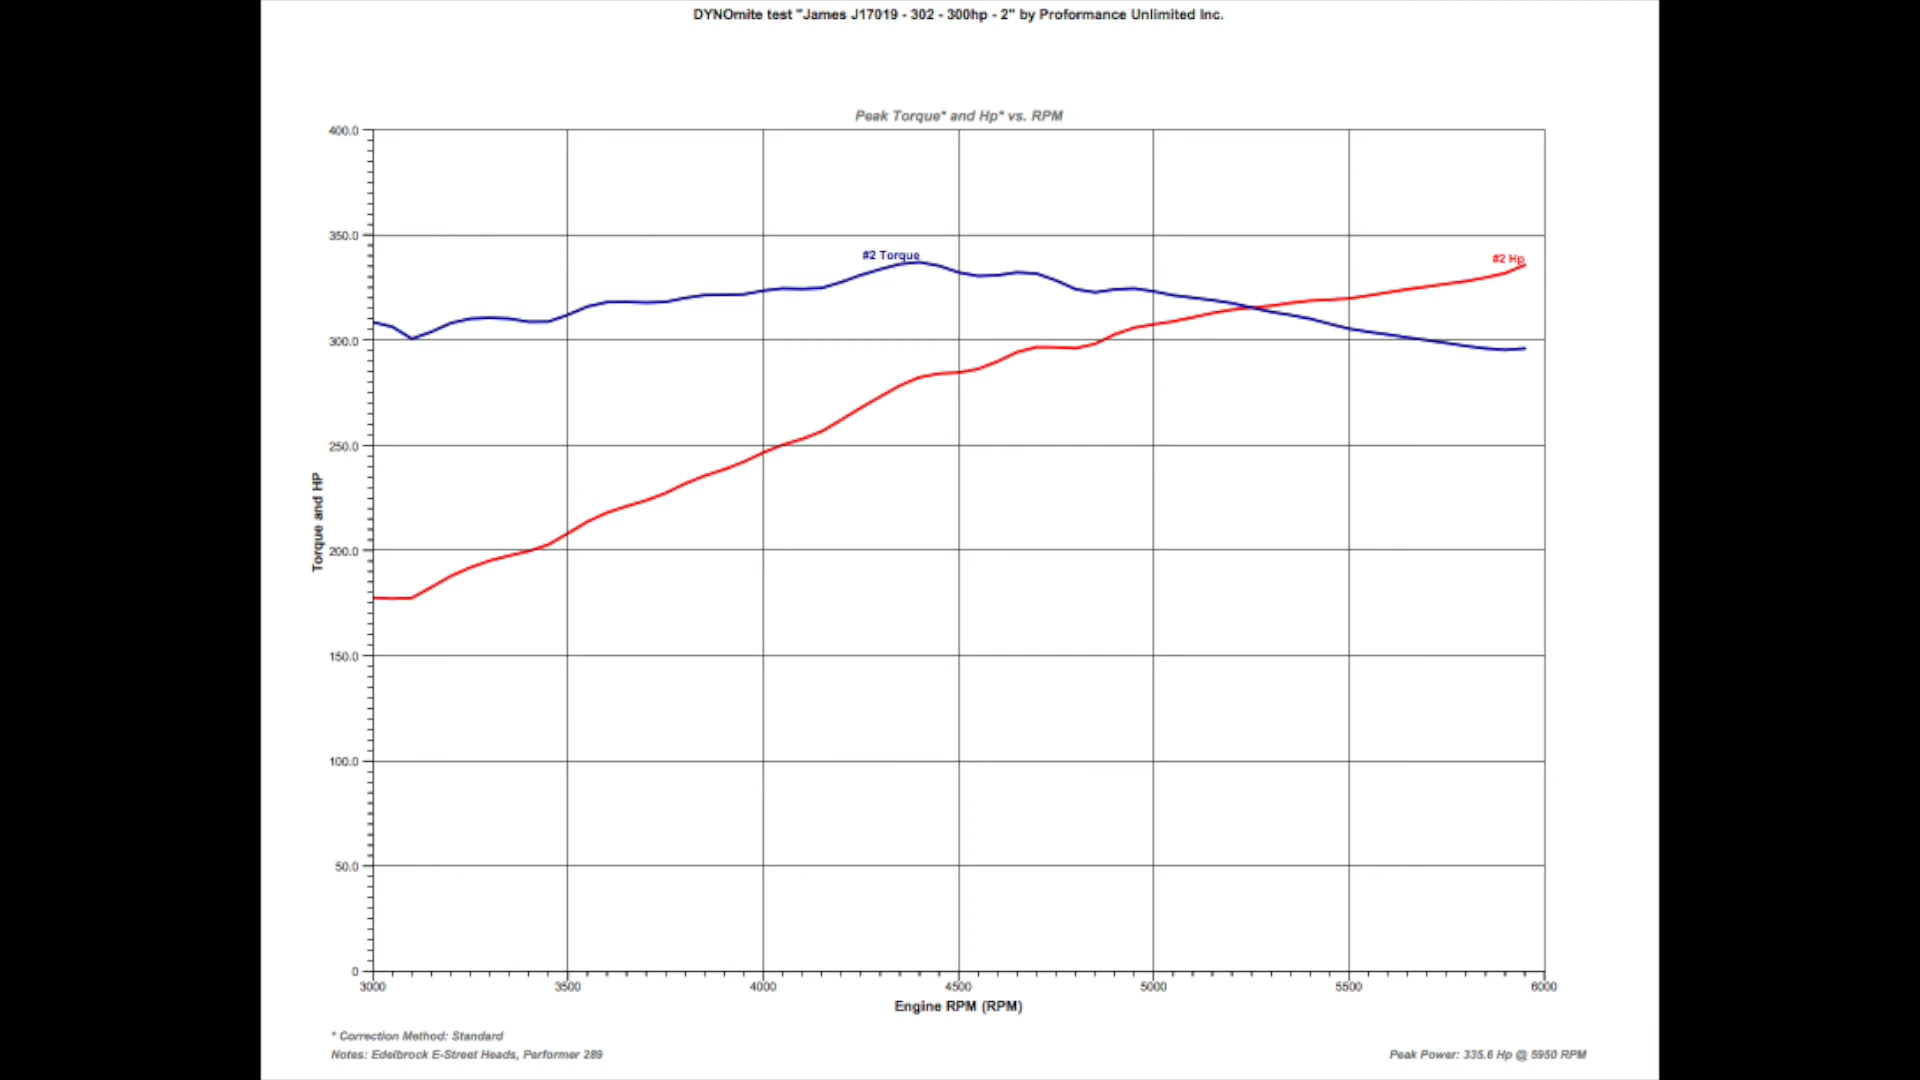 DYNOmite test "James J17019 - 302 - 300hp - 2" by Proformance Unlimited Inc.
Peak Torque* and Hp* vs. RPM
400.0
350.0
300.0
250.0
200.0
150.0
100.0
50.0
0
Torque and HP
#2 Torque
#2 Hp
3000 3500 4000 4500 5000 5500 6000
Engine RPM (RPM)
* Correction Method: Standard
Notes: Edelbrock E-Street Heads, Performer 289
Peak Power: 335.6 Hp @ 5950 RPM